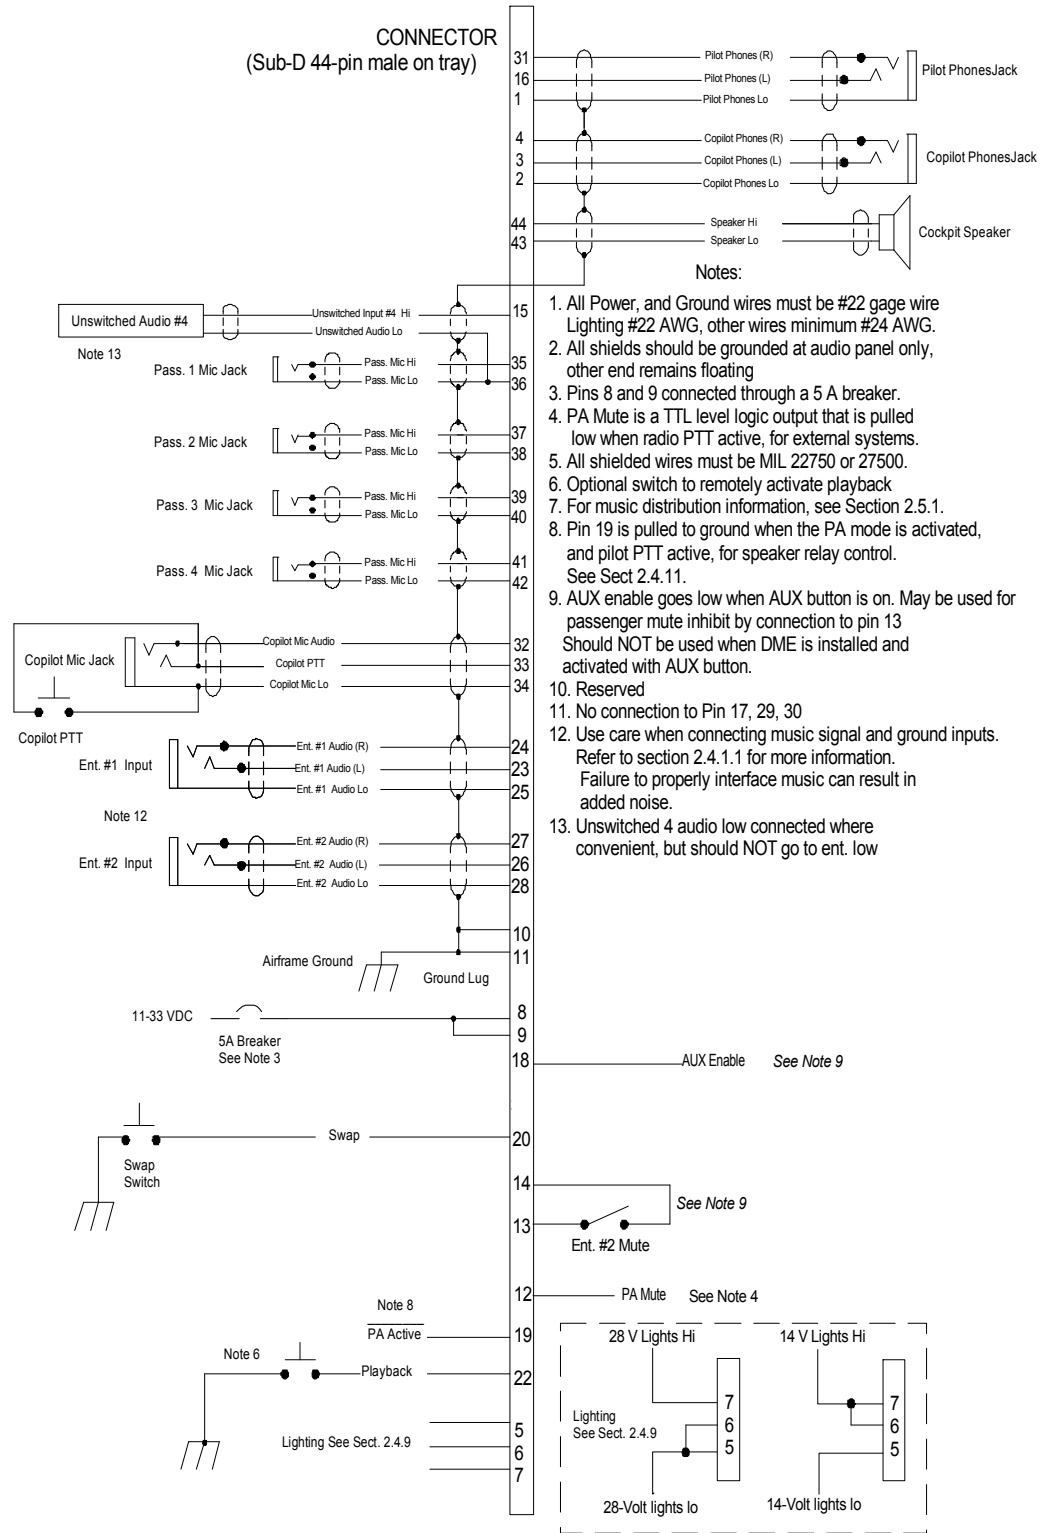 CONNECTOR
(Sub-D 44-pin male on tray)
31
16
1
Pilot Phones (R)
Pilot Phones (L)
Pilot Phones Lo
Pilot PhonesJack
4
3
2
Copilot Phones (R)
Copilot Phones (L)
Copilot Phones Lo
Copilot PhonesJack
44
43
Speaker Hi
Speaker Lo
Cockpit Speaker
Notes:
1. All Power, and Ground wires must be #22 gage wire
Lighting #22 AWG, other wires minimum #24 AWG.
2. All shields should be grounded at audio panel only,
other end remains floating
3. Pins 8 and 9 connected through a 5 A breaker.
4. PA Mute is a TTL level logic output that is pulled
low when radio PTT active, for external systems.
5. All shielded wires must be MIL 22750 or 27500.
6. Optional switch to remotely activate playback
7. For music distribution information, see Section 2.5.1.
8. Pin 19 is pulled to ground when the PA mode is activated,
and pilot PTT active, for speaker relay control.
See Sect 2.4.11.
9. AUX enable goes low when AUX button is on. May be used for
passenger mute inhibit by connection to pin 13
Should NOT be used when DME is installed and
activated with AUX button.
10. Reserved
11. No connection to Pin 17, 29, 30
12. Use care when connecting music signal and ground inputs.
Refer to section 2.4.1.1 for more information.
Failure to properly interface music can result in
added noise.
13. Unswitched 4 audio low connected where
convenient, but should NOT go to ent. low
Unswitched Audio #4
Note 13
Unswitched Input #4 Hi
Unswitched Audio Lo
15
Pass. 1 Mic Jack
Pass. Mic Hi
Pass. Mic Lo
35
36
Pass. 2 Mic Jack
Pass. Mic Hi
Pass. Mic Lo
37
38
Pass. 3 Mic Jack
Pass. Mic Hi
Pass. Mic Lo
39
40
Pass. 4 Mic Jack
Pass. Mic Hi
Pass. Mic Lo
41
42
Copilot Mic Jack
Copilot PTT
Copilot Mic Audio
Copilot PTT
Copilot Mic Lo
32
33
34
Ent. #1 Input
Ent. #1 Audio (R)
Ent. #1 Audio (L)
Ent. #1 Audio Lo
24
23
25
Note 12
Ent. #2 Input
Ent. #2 Audio (R)
Ent. #2 Audio (L)
Ent. #2 Audio Lo
27
26
28
10
11
Airframe Ground
Ground Lug
11-33 VDC
5A Breaker
See Note 3
8
9
18
AUX Enable
See Note 9
Swap
Swap
Switch
20
14
13
See Note 9
Ent. #2 Mute
12
PA Mute
See Note 4
Note 8
PA Active
19
Note 6
Playback
22
Lighting See Sect. 2.4.9
5
6
7
28 V Lights Hi
14 V Lights Hi
Lighting
See Sect. 2.4.9
7
6
5
7
6
5
28-Volt lights lo
14-Volt lights lo